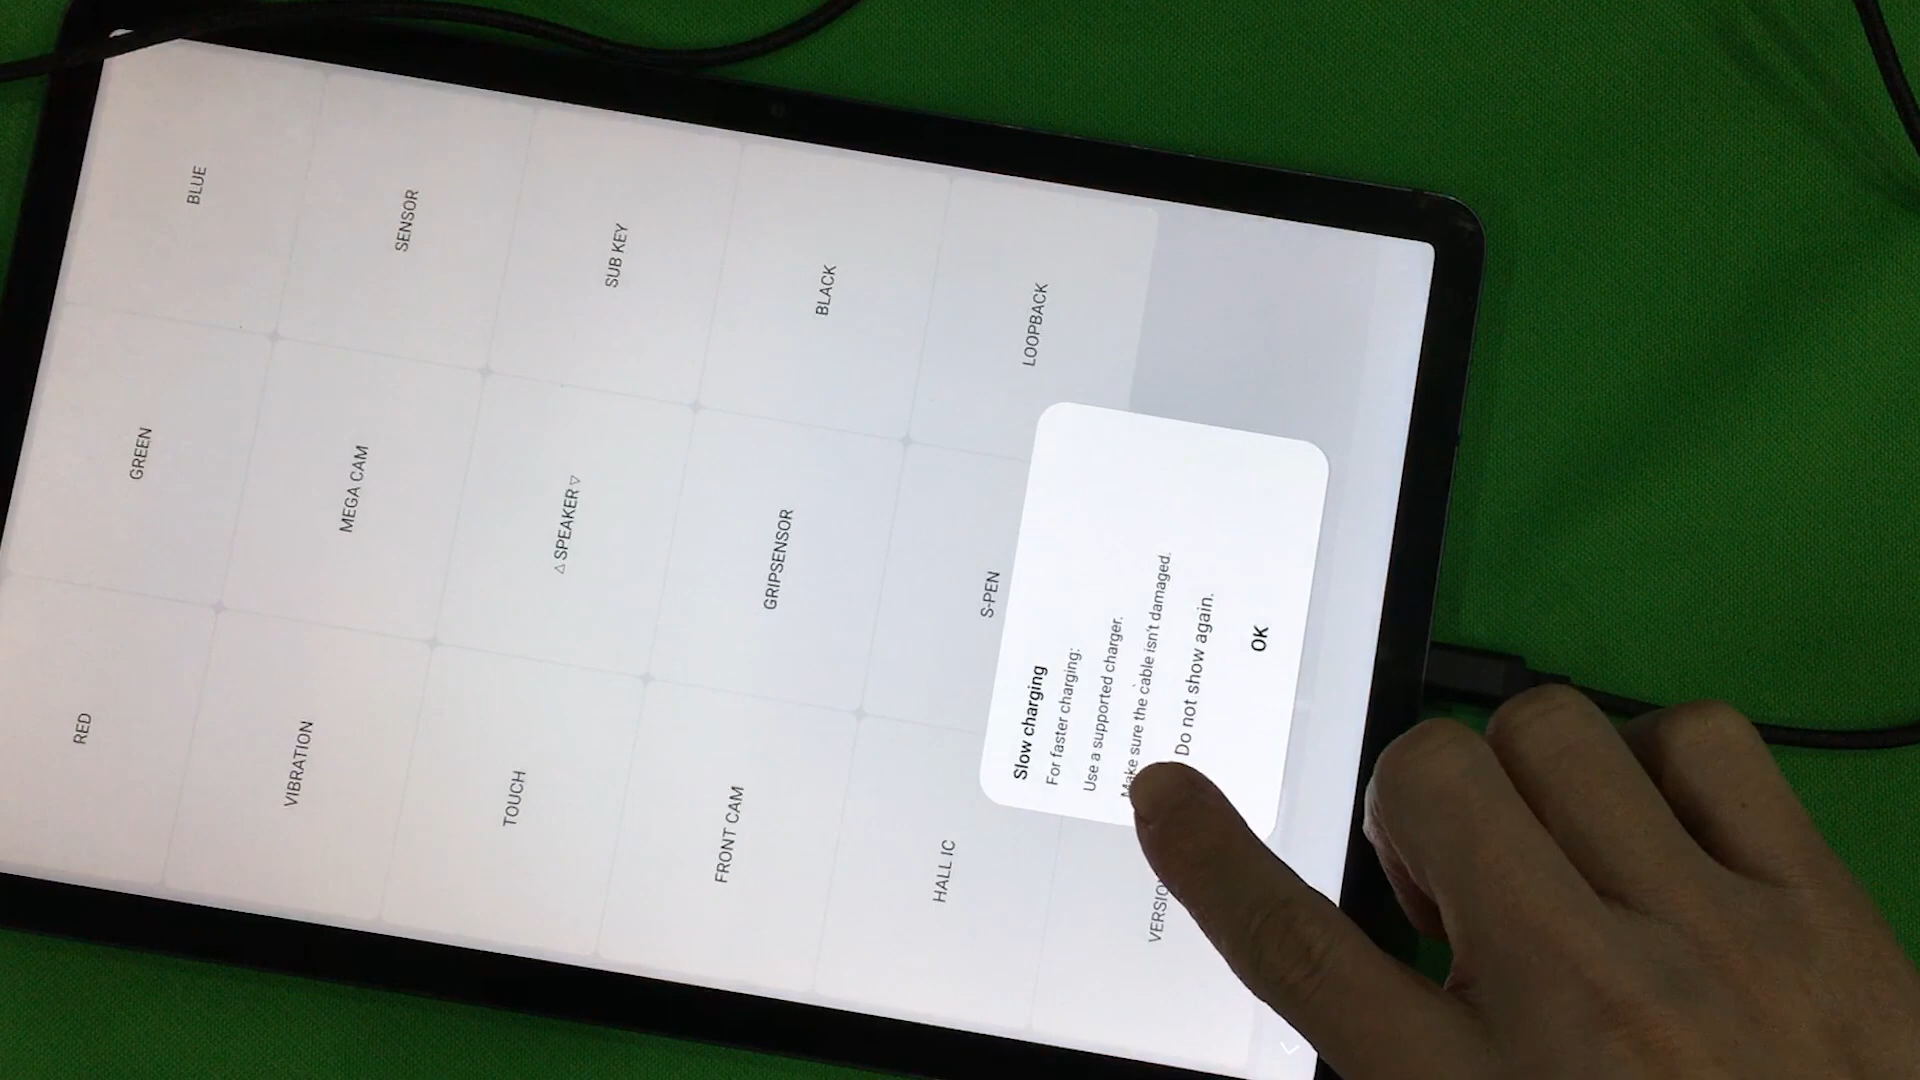 RED
GREEN
BLUE
VIBRATION
MEGA CAM
SENSOR
TOUCH
△ SPEAKER ▽
SUB KEY
FRONT CAM
GRIPSENSOR
BLACK
HALL IC
S-PEN
LOOPBACK
Slow charging
For faster charging:
Use a supported charger.
Make sure the cable isn't damaged.
Do not show again.
OK